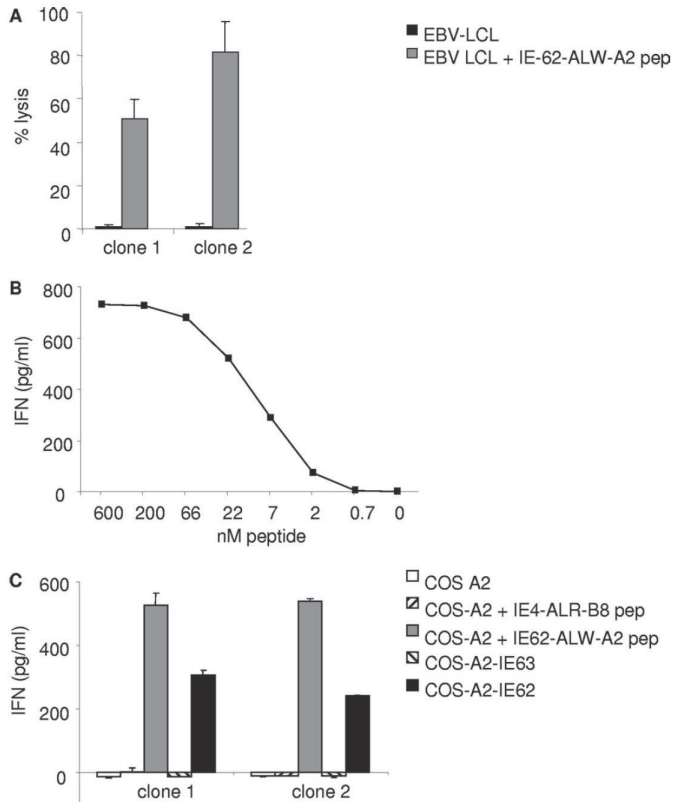 A
100
80
60
40
20
0
% lysis
clone 1
clone 2
EBV-LCL
EBV LCL + IE-62-ALW-A2 pep
B
800
600
400
200
0
IFN (pg/ml)
600 200 66 22 7 2 0.7 0
nM peptide
C
600
400
200
0
IFN (pg/ml)
clone 1
clone 2
COS A2
COS-A2 + IE4-ALR-B8 pep
COS-A2 + IE62-ALW-A2 pep
COS-A2-IE63
COS-A2-IE62